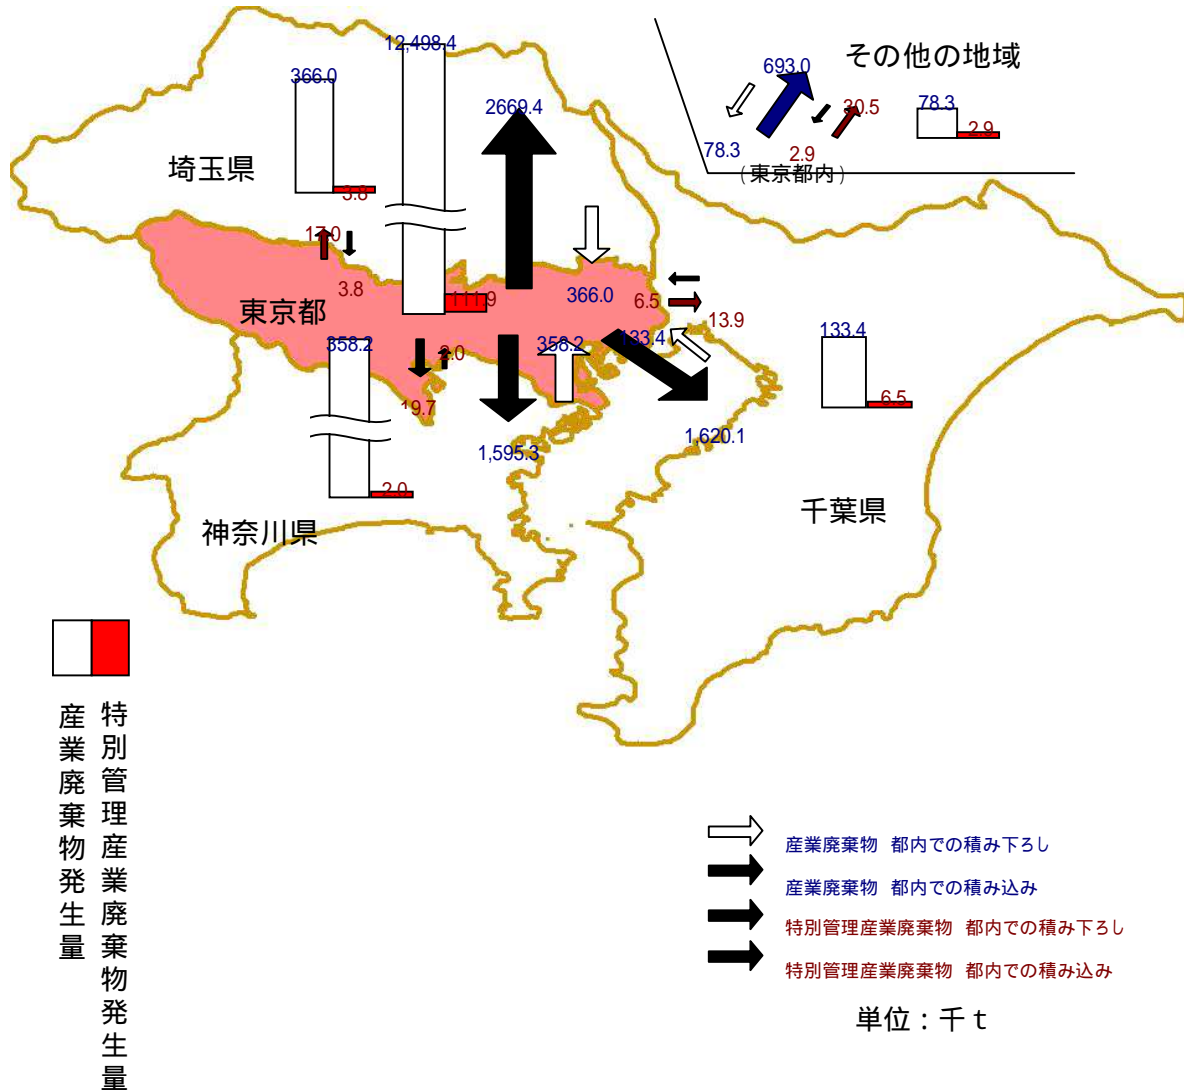 12,498.4
366.0
2669.4
埼玉県
3.8
17.0
3.8
東京都
111.9
366.0
6.5
13.9
358.2
2.0
19.7
358.2
133.4
1,595.3
1,620.1
2.0
神奈川県
133.4
6.5
千葉県
その他の地域
693.0
30.5
78.3
2.9
78.3
2.9
(東京都内)
産業廃棄物発生量
特別管理産業廃棄物発生量
産業廃棄物 都内での積み下ろし
産業廃棄物 都内での積み込み
特別管理産業廃棄物 都内での積み下ろし
特別管理産業廃棄物 都内での積み込み
単位：千ｔ